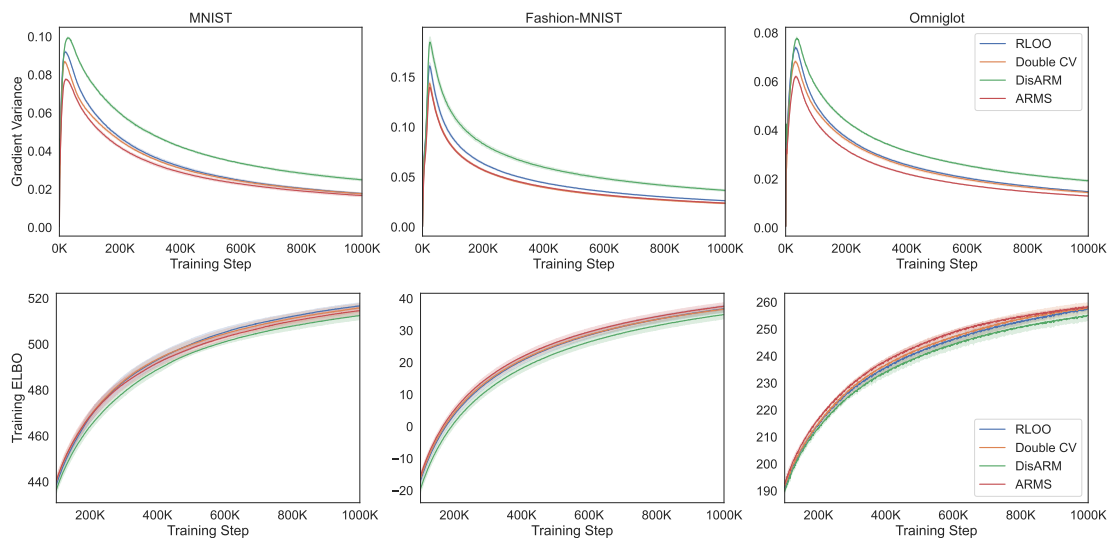 MNIST
Fashion-MNIST
Omniglot
Gradient Variance
0.10
0.08
0.06
0.04
0.02
0.00
0K 200K 400K 600K 800K 1000K
Training Step
0.15
0.10
0.05
0.00
0K 200K 400K 600K 800K 1000K
Training Step
0.08
0.06
0.04
0.02
0.00
0K 200K 400K 600K 800K 1000K
Training Step
RLOO
Double CV
DisARM
ARMS
Training ELBO
520
500
480
460
440
200K 400K 600K 800K 1000K
Training Step
40
30
20
10
0
−10
−20
200K 400K 600K 800K 1000K
Training Step
260
250
240
230
220
210
200
190
200K 400K 600K 800K 1000K
Training Step
RLOO
Double CV
DisARM
ARMS